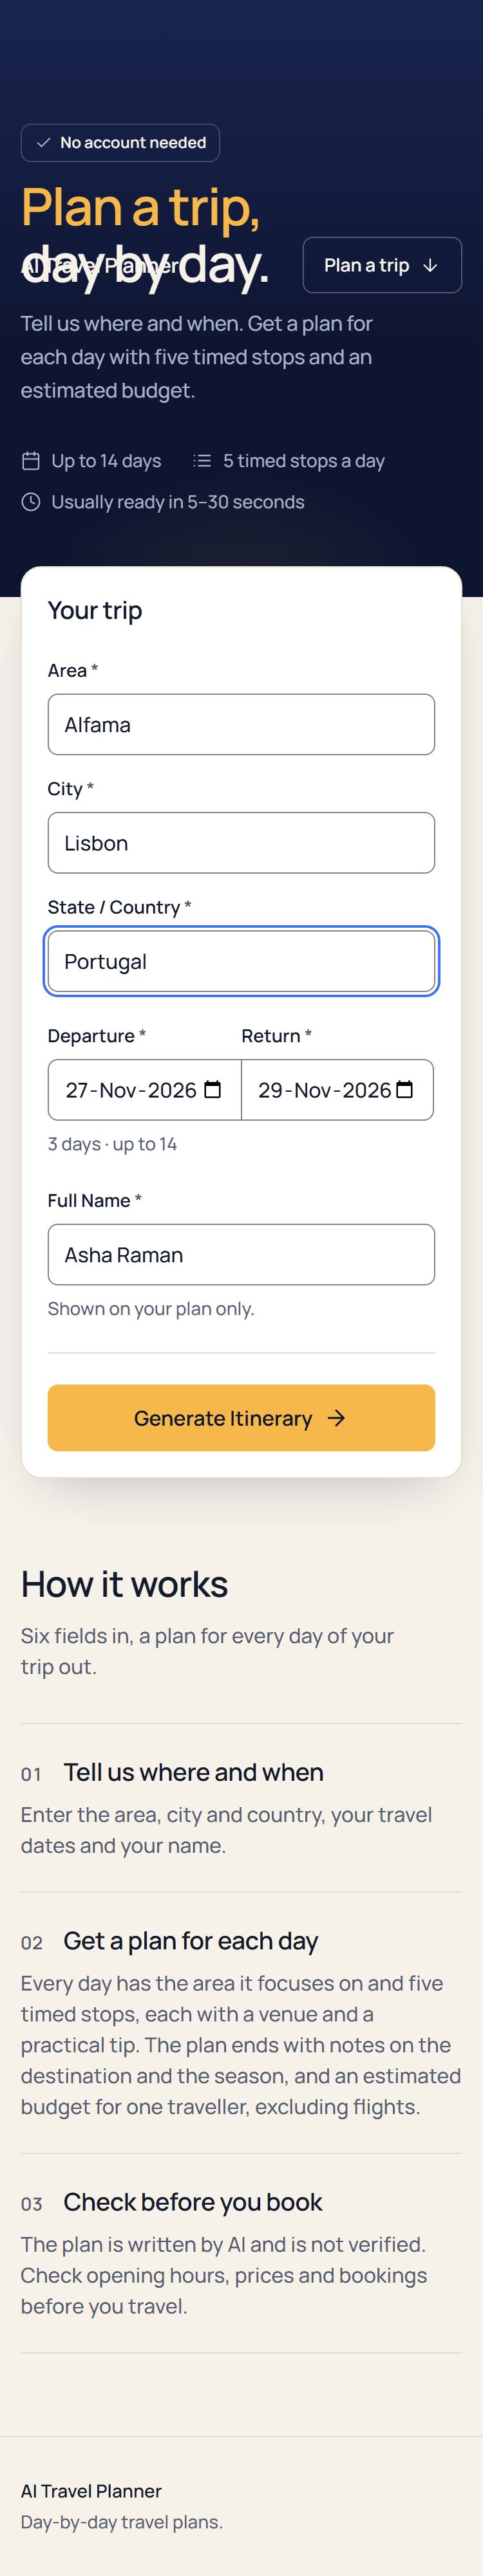 No account needed
Plan a trip,
day by day.
AI Travel Planner
Plan a trip
Tell us where and when. Get a plan for
each day with five timed stops and an
estimated budget.
Up to 14 days
5 timed stops a day
Usually ready in 5–30 seconds
Your trip
Area *
Alfama
City *
Lisbon
State / Country *
Portugal
Departure *
Return *
27-Nov-2026
29-Nov-2026
3 days · up to 14
Full Name *
Asha Raman
Shown on your plan only.
Generate Itinerary
How it works
Six fields in, a plan for every day of your
trip out.
01 Tell us where and when
Enter the area, city and country, your travel
dates and your name.
02 Get a plan for each day
Every day has the area it focuses on and five
timed stops, each with a venue and a
practical tip. The plan ends with notes on the
destination and the season, and an estimated
budget for one traveller, excluding flights.
03 Check before you book
The plan is written by AI and is not verified.
Check opening hours, prices and bookings
before you travel.
AI Travel Planner
Day-by-day travel plans.